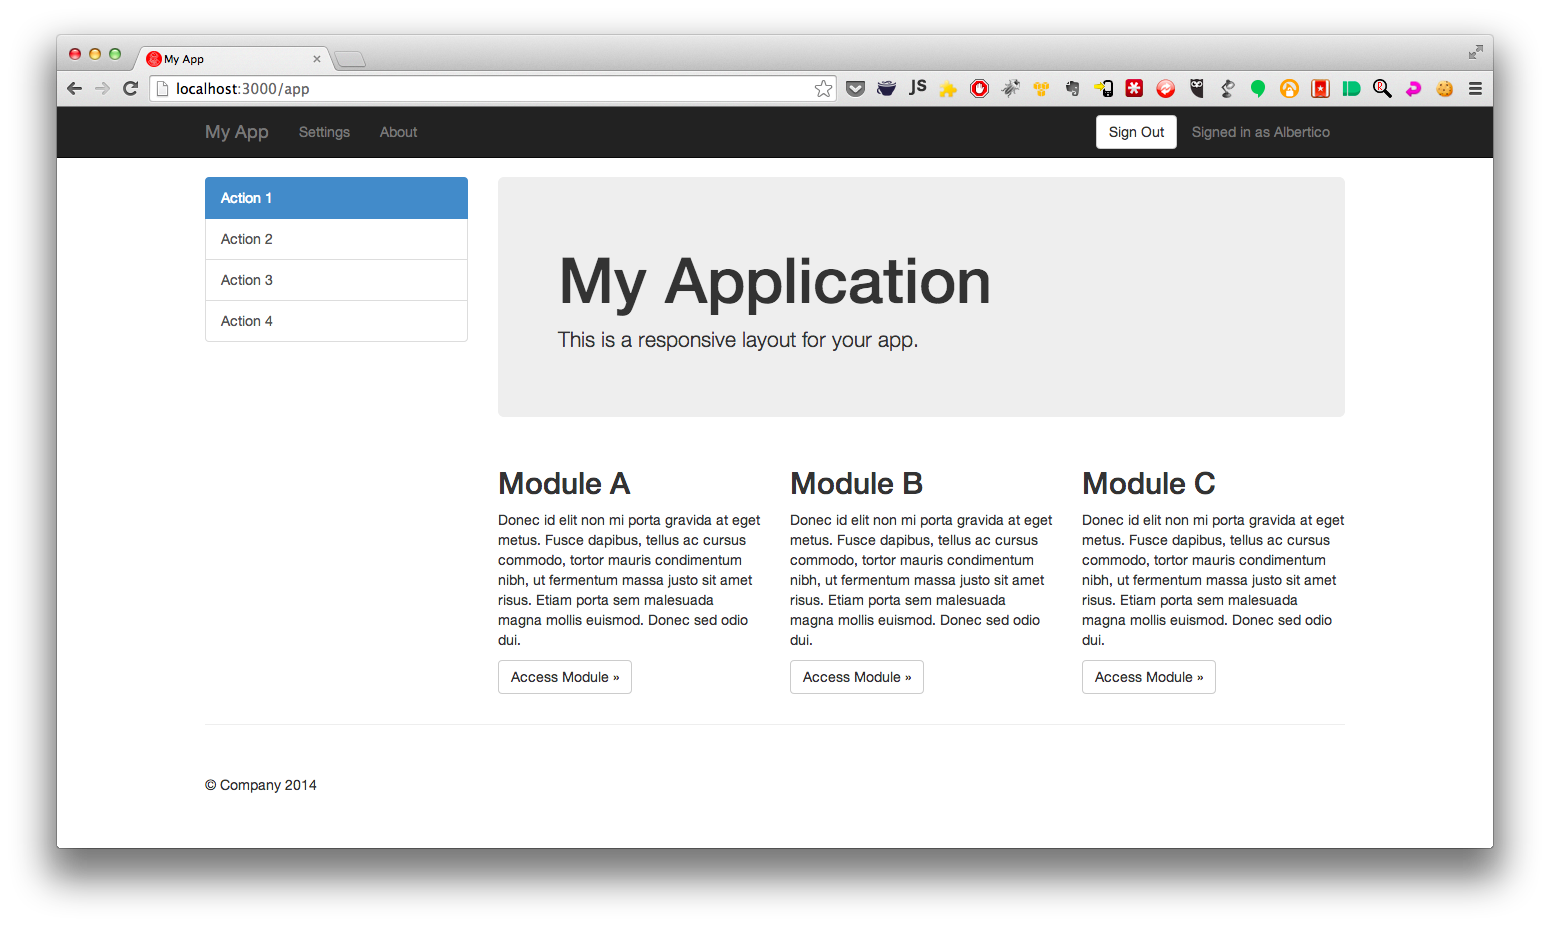 My App
localhost:3000/app
JS
My App
Settings
About
Sign Out
Signed in as Albertico
Action 1
Action 2
Action 3
Action 4
My Application
This is a responsive layout for your app.
Module A
Donec id elit non mi porta gravida at eget
metus. Fusce dapibus, tellus ac cursus
commodo, tortor mauris condimentum
nibh, ut fermentum massa justo sit amet
risus. Etiam porta sem malesuada
magna mollis euismod. Donec sed odio
dui.
Access Module »
Module B
Donec id elit non mi porta gravida at eget
metus. Fusce dapibus, tellus ac cursus
commodo, tortor mauris condimentum
nibh, ut fermentum massa justo sit amet
risus. Etiam porta sem malesuada
magna mollis euismod. Donec sed odio
dui.
Access Module »
Module C
Donec id elit non mi porta gravida at eget
metus. Fusce dapibus, tellus ac cursus
commodo, tortor mauris condimentum
nibh, ut fermentum massa justo sit amet
risus. Etiam porta sem malesuada
magna mollis euismod. Donec sed odio
dui.
Access Module »
© Company 2014